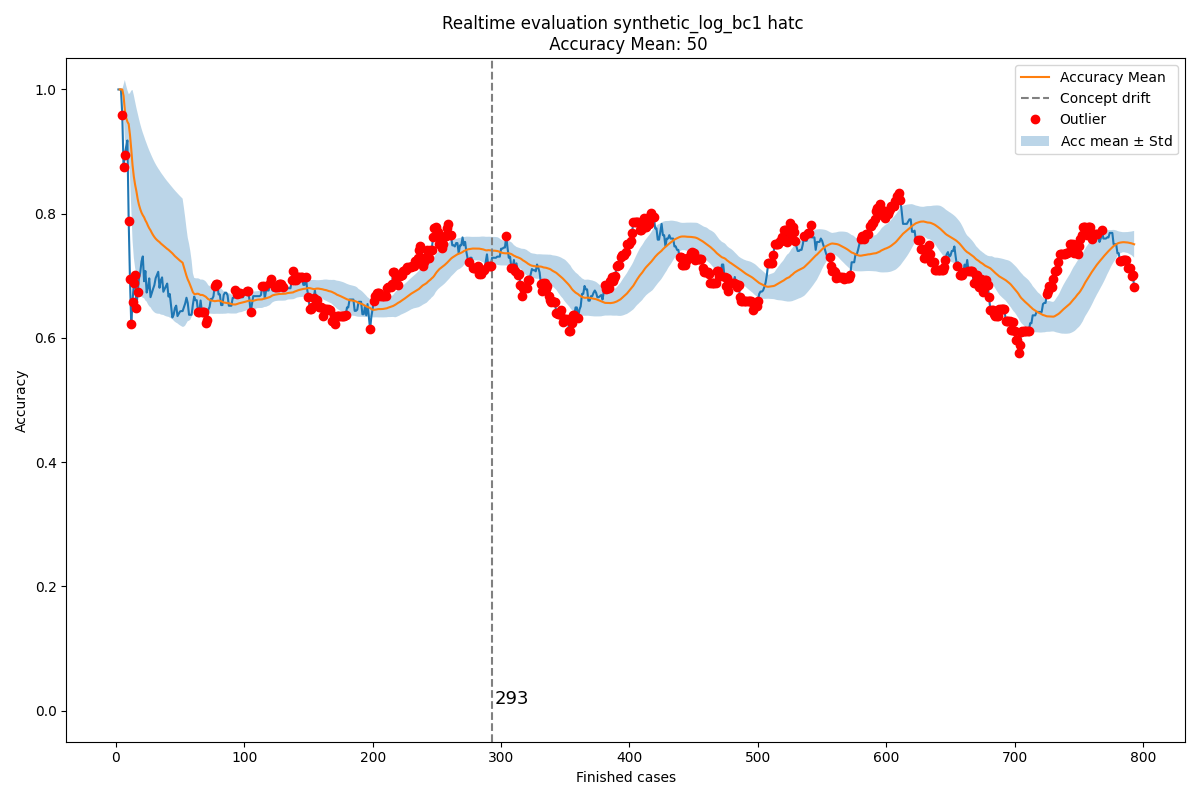 Realtime evaluation synthetic_log_bc1 hatc
Accuracy Mean: 50
Accuracy Mean
Concept drift
Outlier
Acc mean ± Std
1.0
0.8
0.6
0.4
0.2
0.0
Accuracy
293
0
100
200
300
400
500
600
700
800
Finished cases